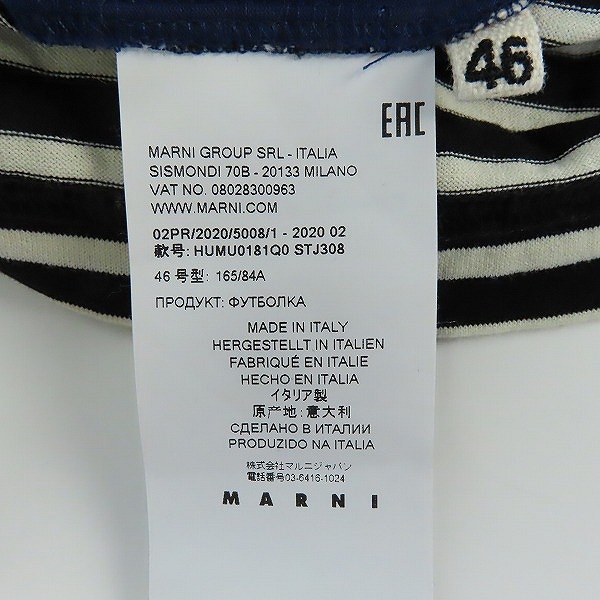 46
EAC
MARNI GROUP SRL - ITALIA
SISMONDI 70B - 20133 MILANO
VAT NO. 08028300963
WWW.MARNI.COM
02PR/2020/5008/1 - 2020 02
款号: HUMU0181Q0 STJ308
46 号型: 165/84A
ПРОДУКТ: ФУТБОЛКА
MADE IN ITALY
HERGESTELLT IN ITALIEN
FABRIQUÉ EN ITALIE
HECHO EN ITALIA
イタリア製
原产地: 意大利
СДЕЛАНО В ИТАЛИИ
PRODUZIDO NA ITALIA
株式会社マルニジャパン
電話番号03-6416-1024
MARNI